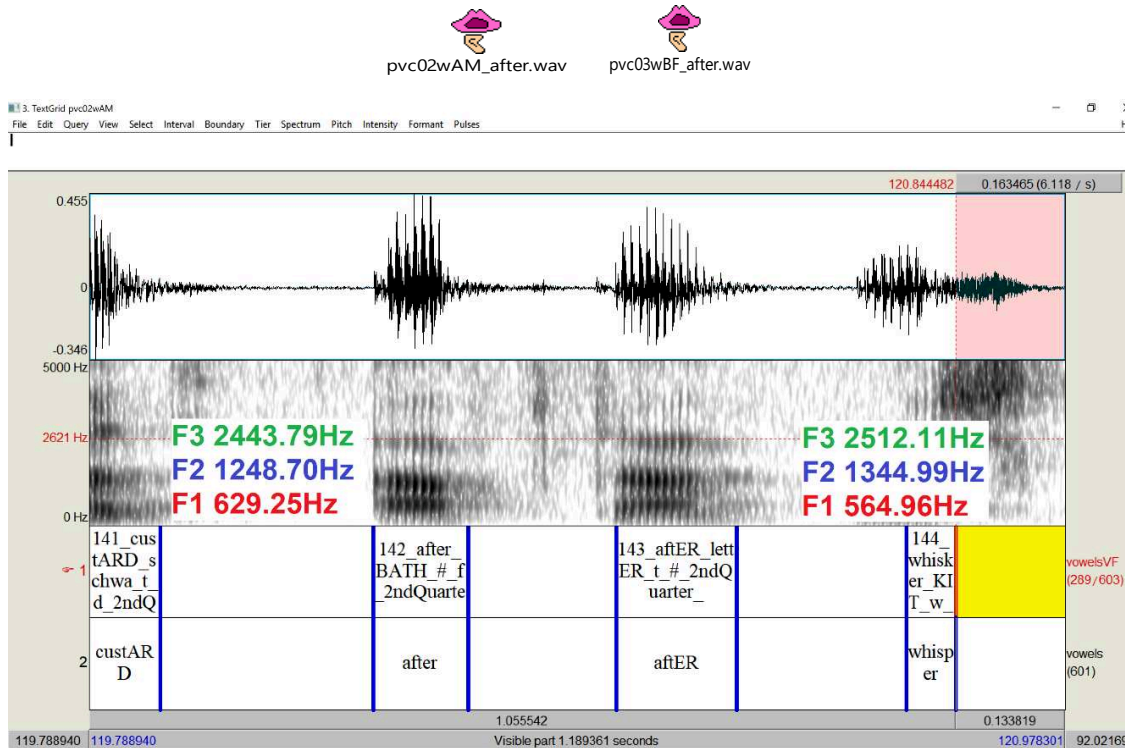 pvc02wAM_after.wav
pvc03wBF_after.wav
3. TextGrid pvc02wAM
File Edit Query View Select Interval Boundary Tier Spectrum Pitch Intensity Formant Pulses
120.844482 0.163465 (6.118 / s)
0.455
0
-0.346
5000 Hz
2621 Hz
0 Hz
F3 2443.79Hz
F2 1248.70Hz
F1 629.25Hz
F3 2512.11Hz
F2 1344.99Hz
F1 564.96Hz
1
141_cus
tARD_s
chwa_t_
d_2ndQ
142_after_
BATH_#_f
_2ndQuarte
143_aftER_lett
ER_t_#_2ndQ
uarter_
144_
whisk
er_KI
T_w_
vowelsVF
(289/603)
2
custAR
D
after
aftER
whisp
er
vowels
(601)
1.055542
0.133819
119.788940 119.788940 Visible part 1.189361 seconds 120.978301 92.02169